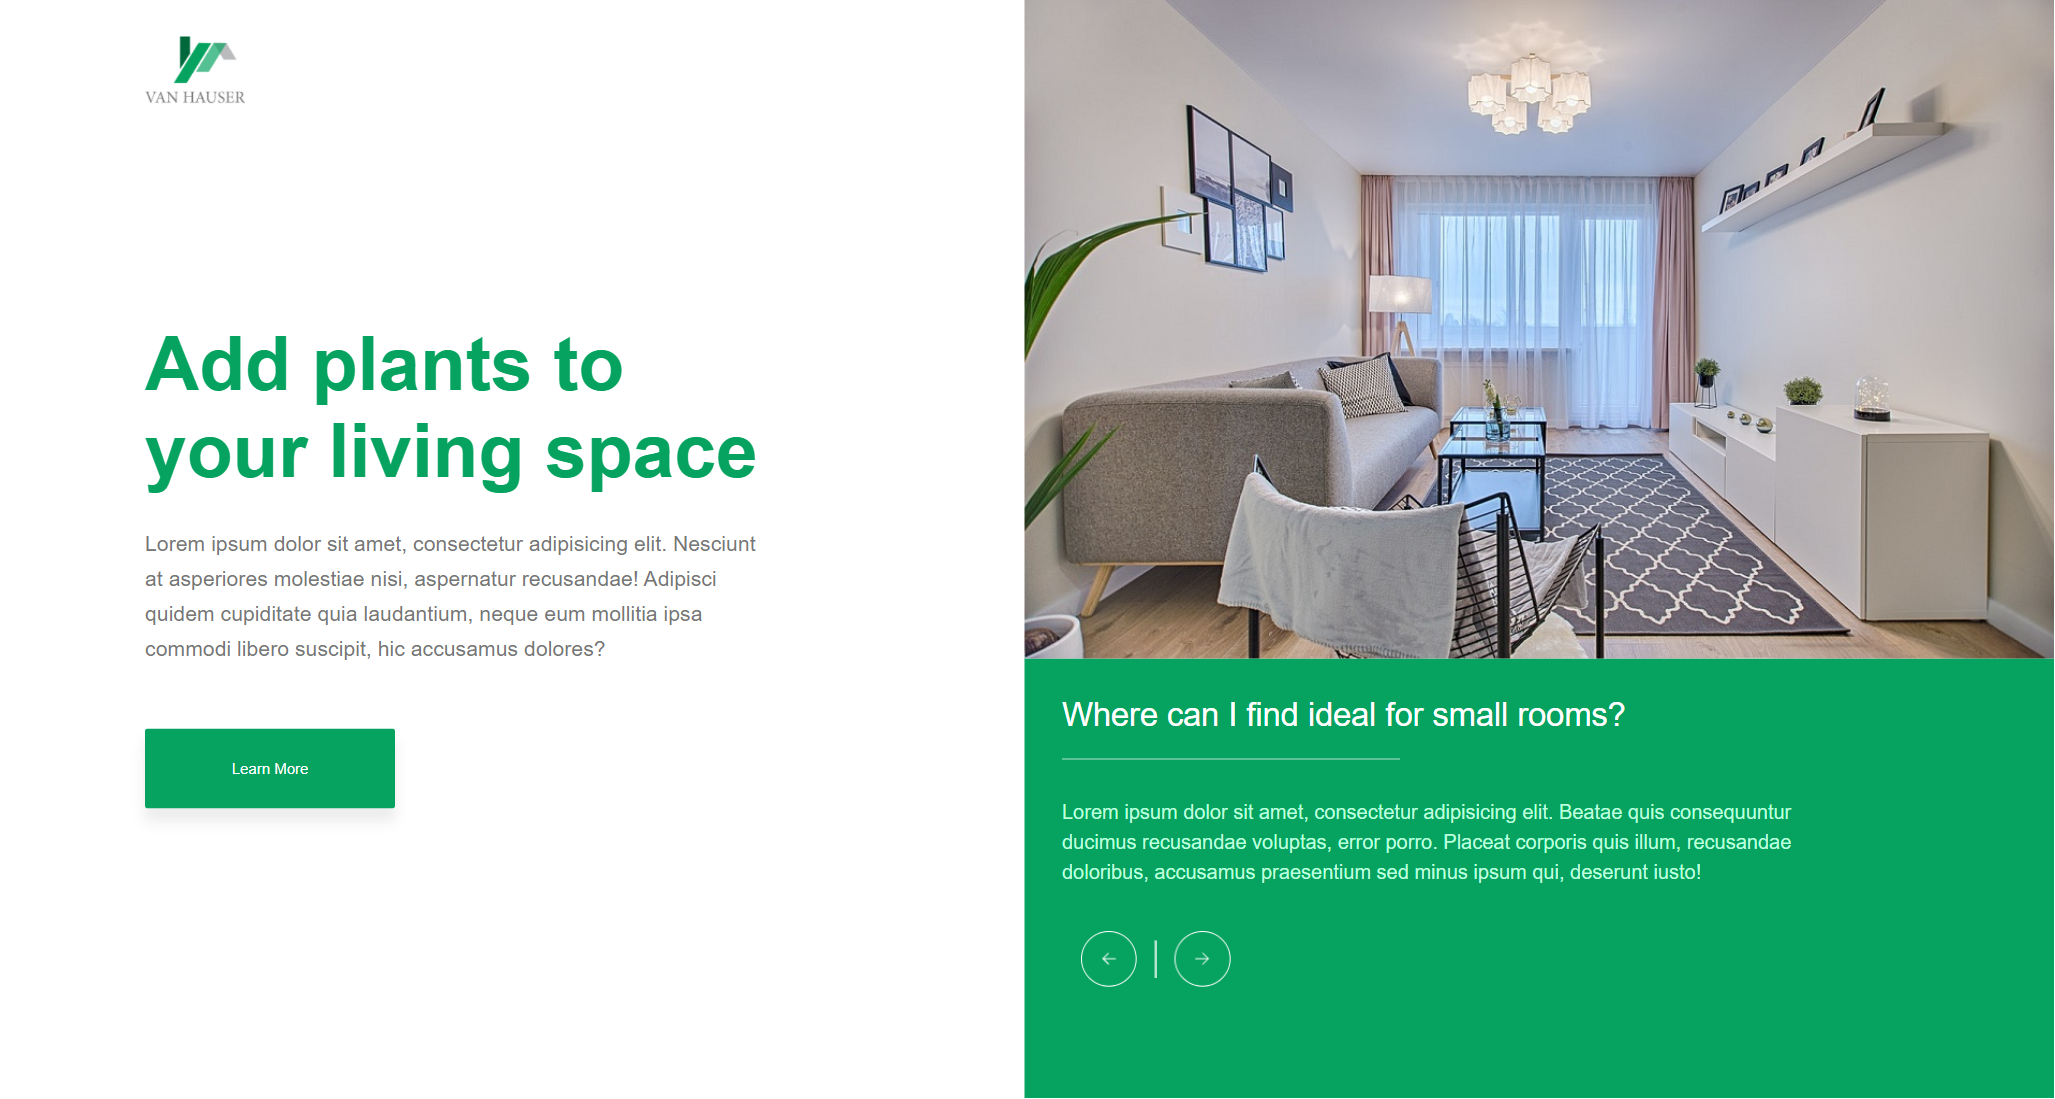 VAN HAUSER
Add plants to
your living space
Lorem ipsum dolor sit amet, consectetur adipisicing elit. Nesciunt
at asperiores molestiae nisi, aspernatur recusandae! Adipisci
quidem cupiditate quia laudantium, neque eum mollitia ipsa
commodi libero suscipit, hic accusamus dolores?
Learn More
Where can I find ideal for small rooms?
Lorem ipsum dolor sit amet, consectetur adipisicing elit. Beatae quis consequuntur
ducimus recusandae voluptas, error porro. Placeat corporis quis illum, recusandae
doloribus, accusamus praesentium sed minus ipsum qui, deserunt iusto!